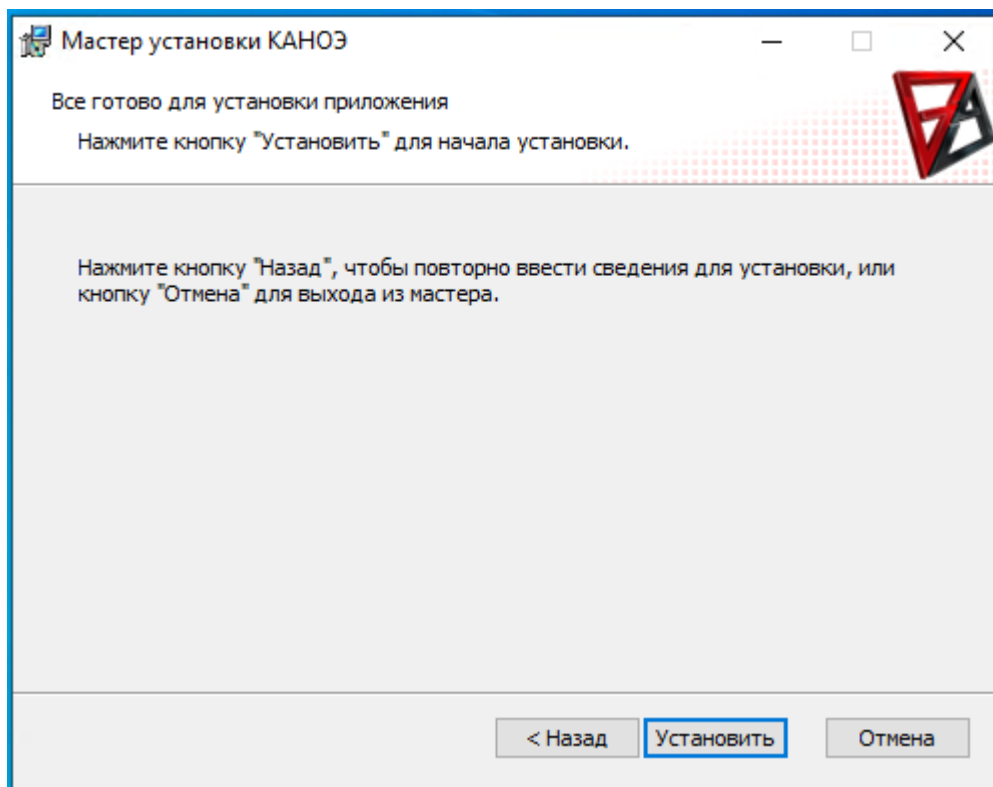 Мастер установки КАНОЭ
Все готово для установки приложения
Нажмите кнопку "Установить" для начала установки.
Нажмите кнопку "Назад", чтобы повторно ввести сведения для установки, или
кнопку "Отмена" для выхода из мастера.
< Назад
Установить
Отмена